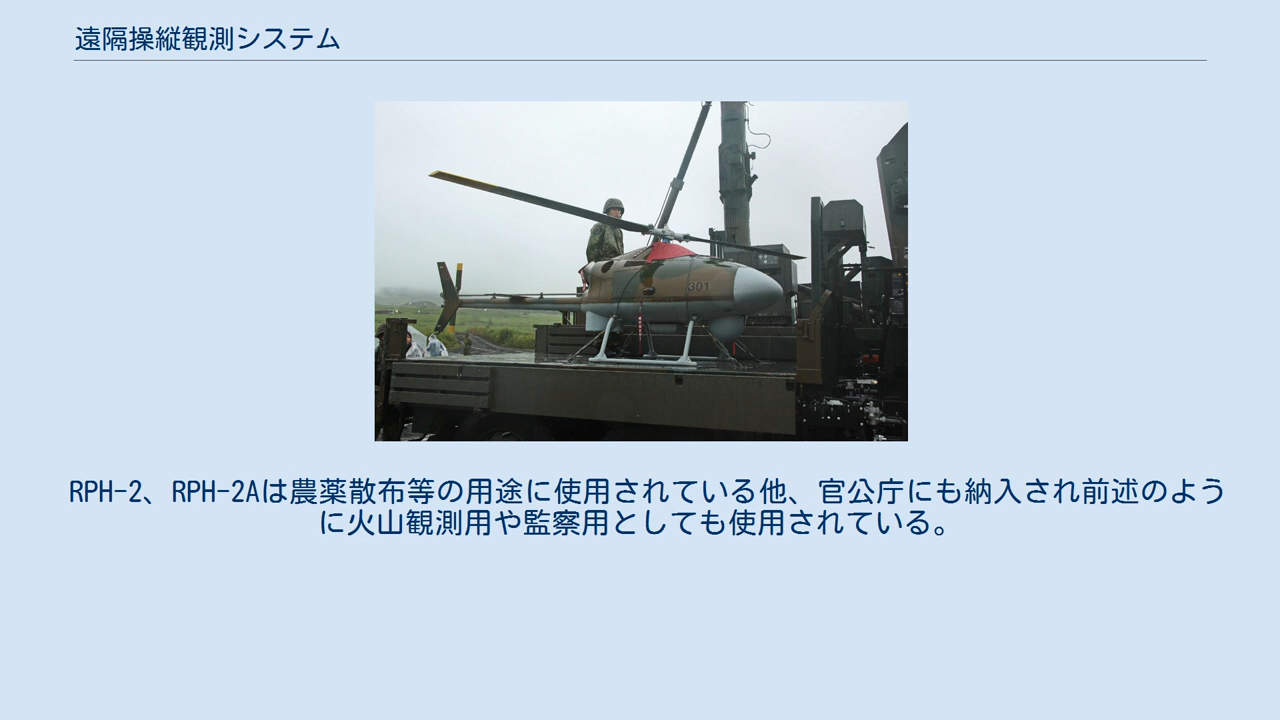 遠隔操縦観測システム
301
RPH-2、RPH-2Aは農薬散布等の用途に使用されている他、官公庁にも納入され前述のよう
に火山観測用や監察用としても使用されている。